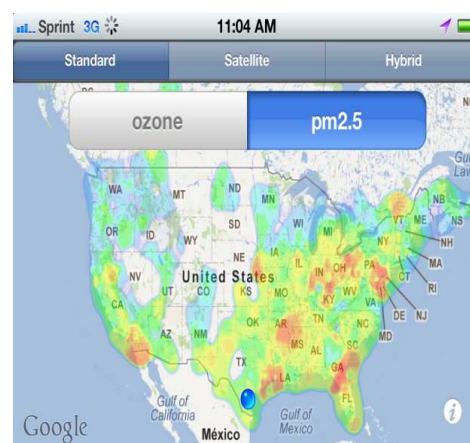 Sprint 3G 11:04 AM
Standard Satellite Hybrid
ozone pm2.5
WA MT ND MN NB
OR ID WY SD WI MI VT ME NS
NE IA NY NH
NV UT CO United States KS MO IL IN OH PA CT MA RI
CA KY WV VA DE NJ
AZ NM OK AR TN NC MD
TX MS AL GA SC
LA FL
Gulf of California
Gulf of Mexico
México
Google